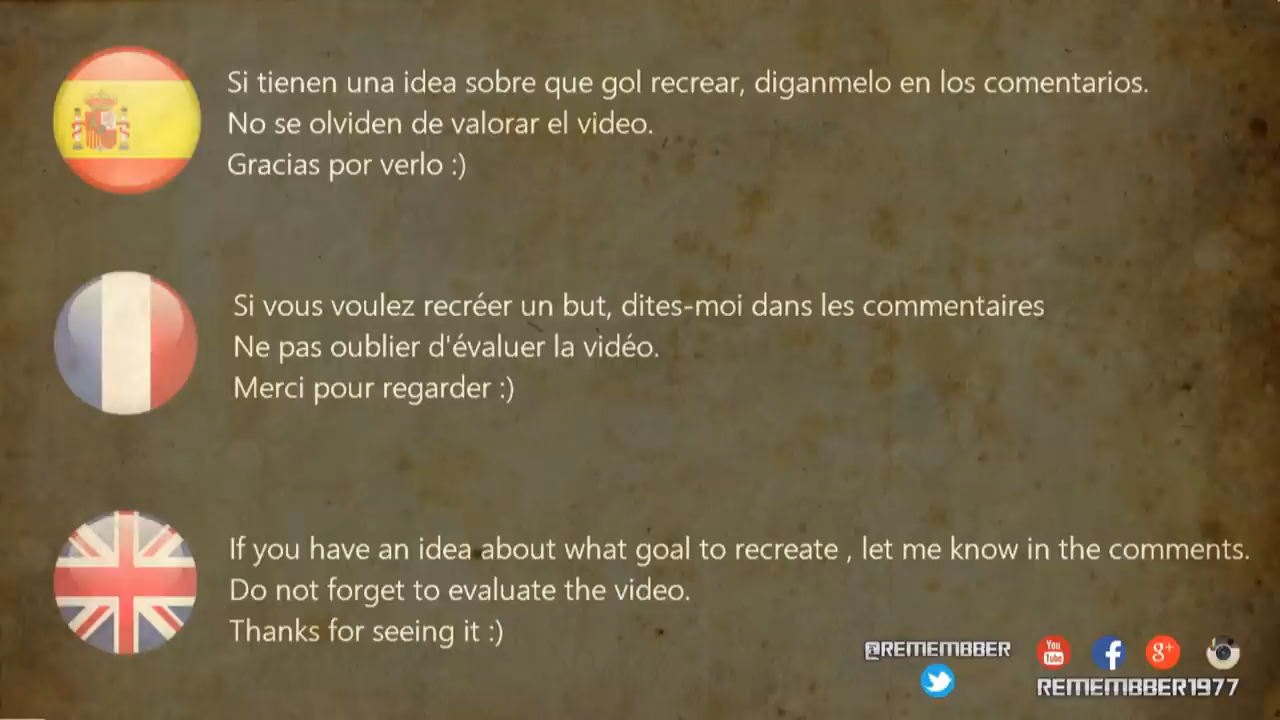 Si tienen una idea sobre que gol recrear, diganmelo en los comentarios.
No se olviden de valorar el video.
Gracias por verlo :)
Si vous voulez recréer un but, dites-moi dans les commentaires
Ne pas oublier d'évaluer la vidéo.
Merci pour regarder :)
If you have an idea about what goal to recreate , let me know in the comments.
Do not forget to evaluate the video.
Thanks for seeing it :)
@REMEMBBER
You Tube f g+
REMEMBBER1977